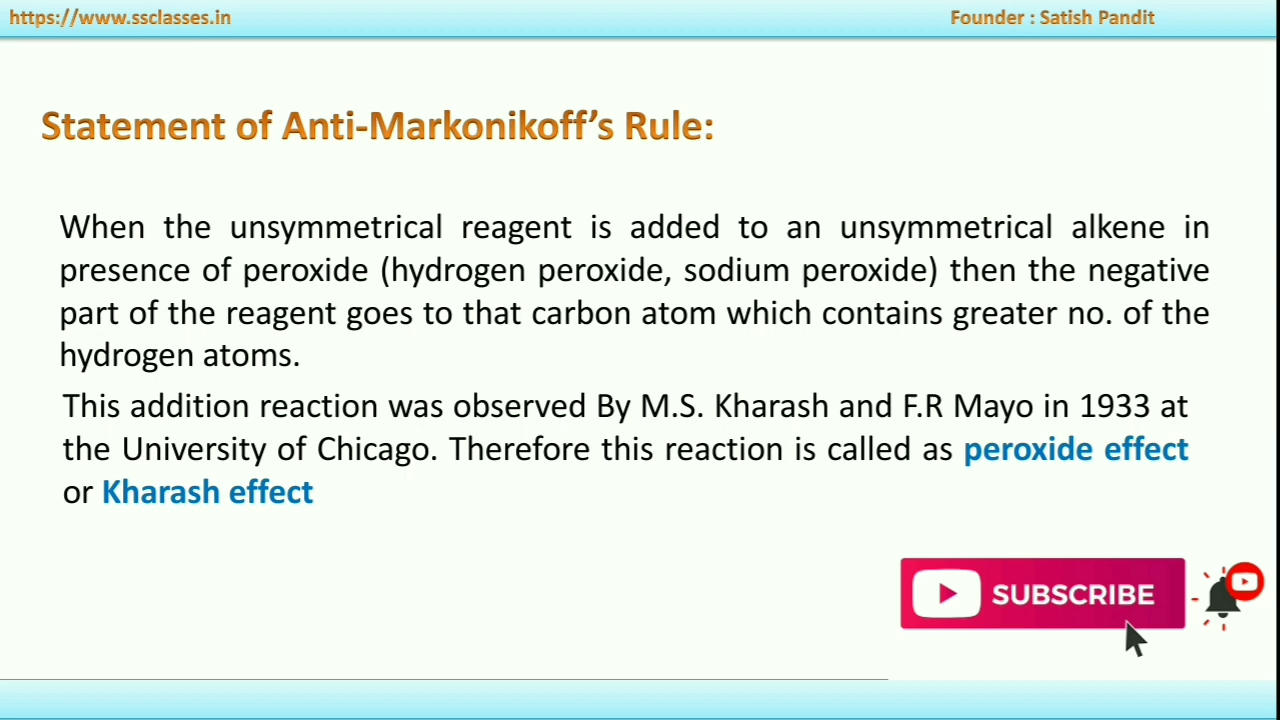 https://www.ssclasses.in
Founder : Satish Pandit
Statement of Anti-Markonikoff's Rule:
When the unsymmetrical reagent is added to an unsymmetrical alkene in
presence of peroxide (hydrogen peroxide, sodium peroxide) then the negative
part of the reagent goes to that carbon atom which contains greater no. of the
hydrogen atoms.
This addition reaction was observed By M.S. Kharash and F.R Mayo in 1933 at
the University of Chicago. Therefore this reaction is called as peroxide effect
or Kharash effect
SUBSCRIBE